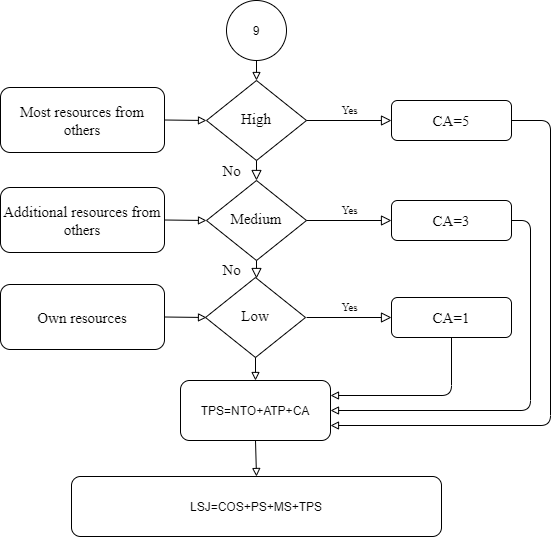 9
Most resources from
others
High
Yes
CA=5
No
Additional resources from
others
Medium
Yes
CA=3
No
Own resources
Low
Yes
CA=1
TPS=NTO+ATP+CA
LSJ=COS+PS+MS+TPS